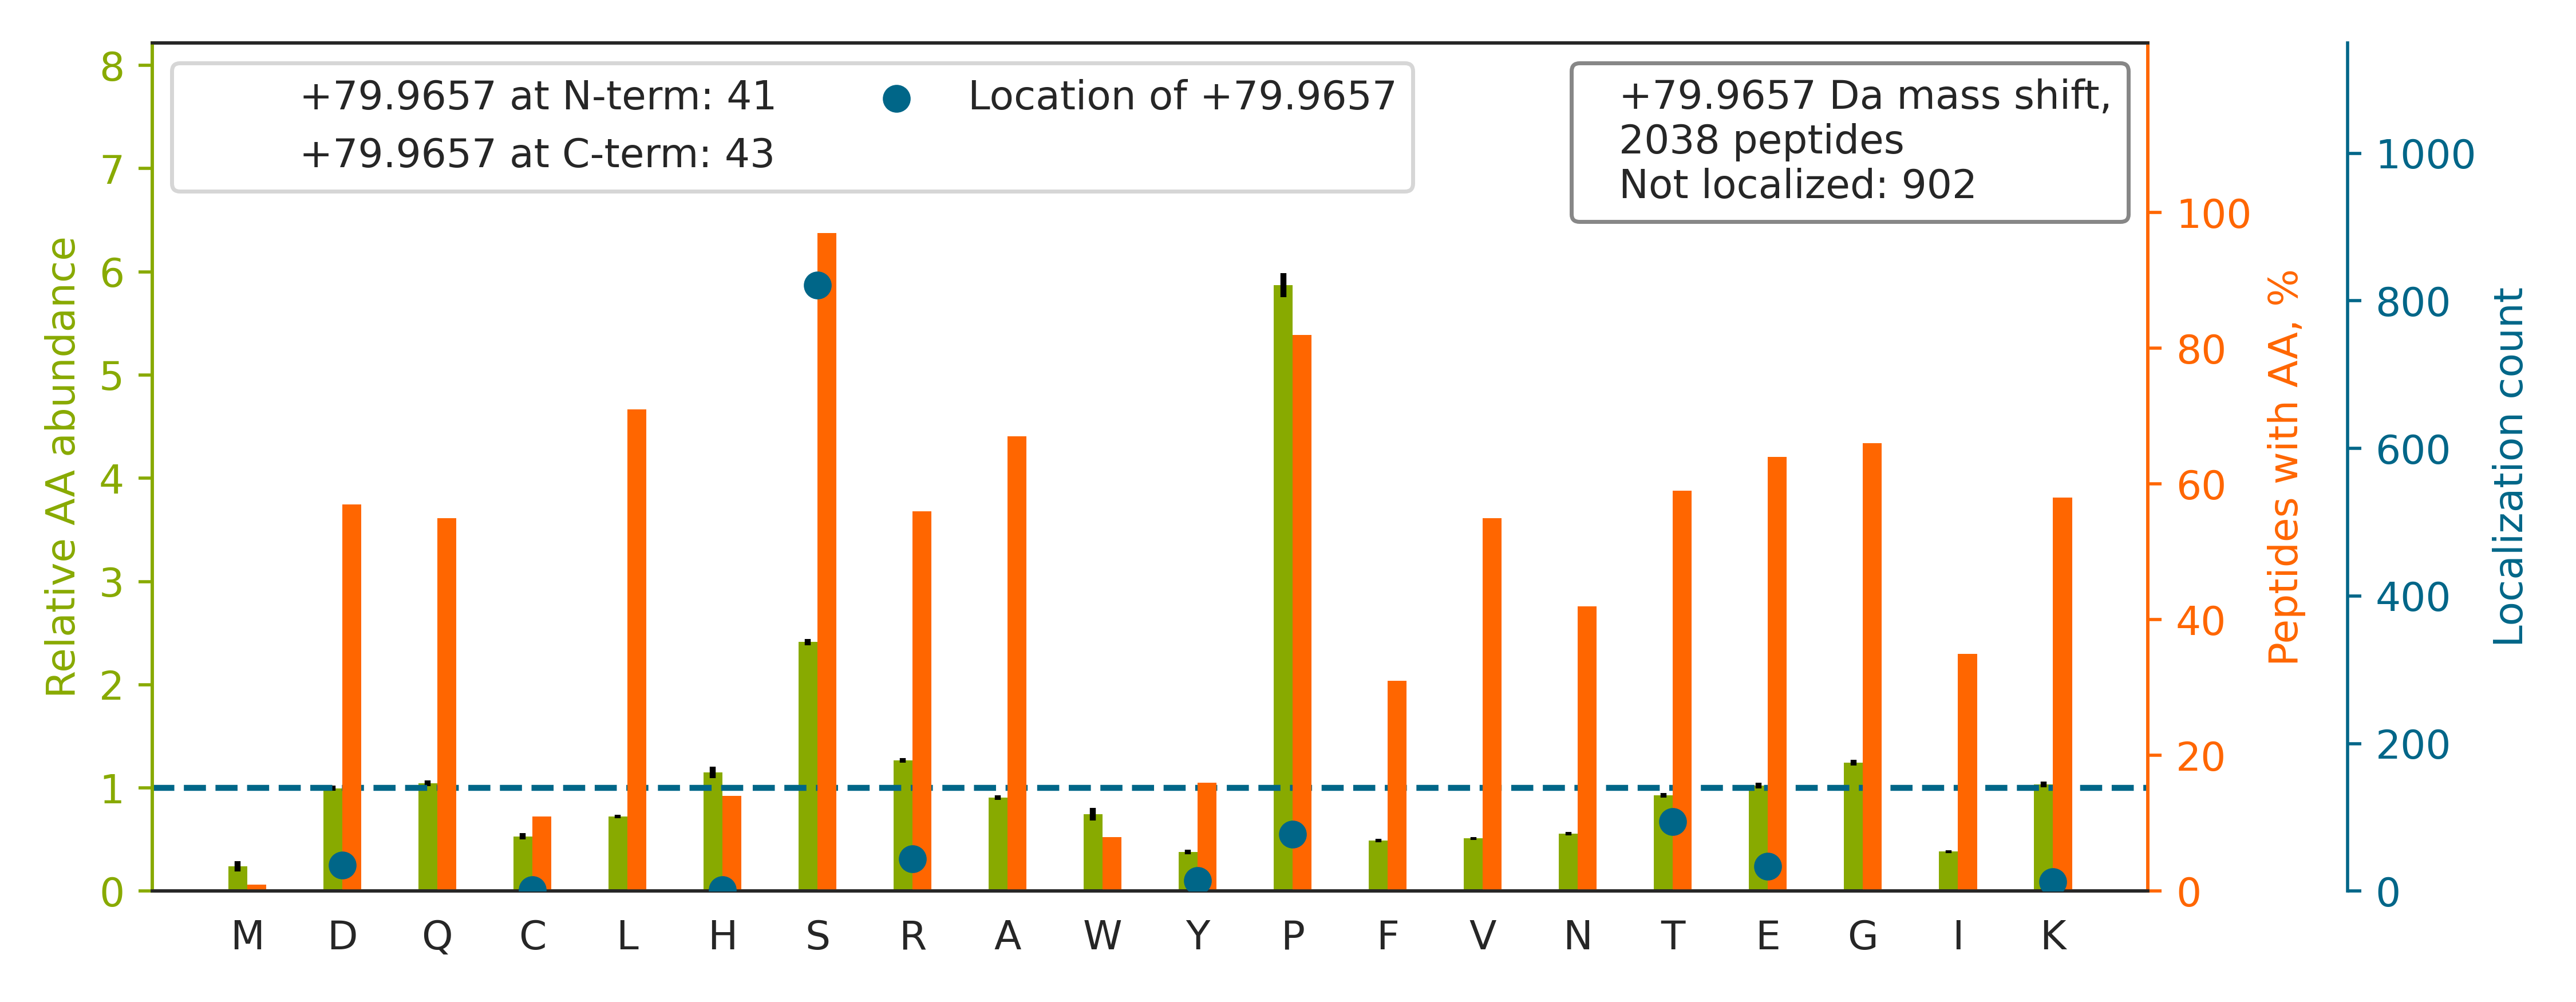 +79.9657 at N-term: 41
+79.9657 at C-term: 43
Location of +79.9657
+79.9657 Da mass shift,
2038 peptides
Not localized: 902
Relative AA abundance
8
7
6
5
4
3
2
1
0
M D Q C L H S R A W Y P F V N T E G I K
100
80
60
40
20
0
Peptides with AA, %
1000
800
600
400
200
0
Localization count